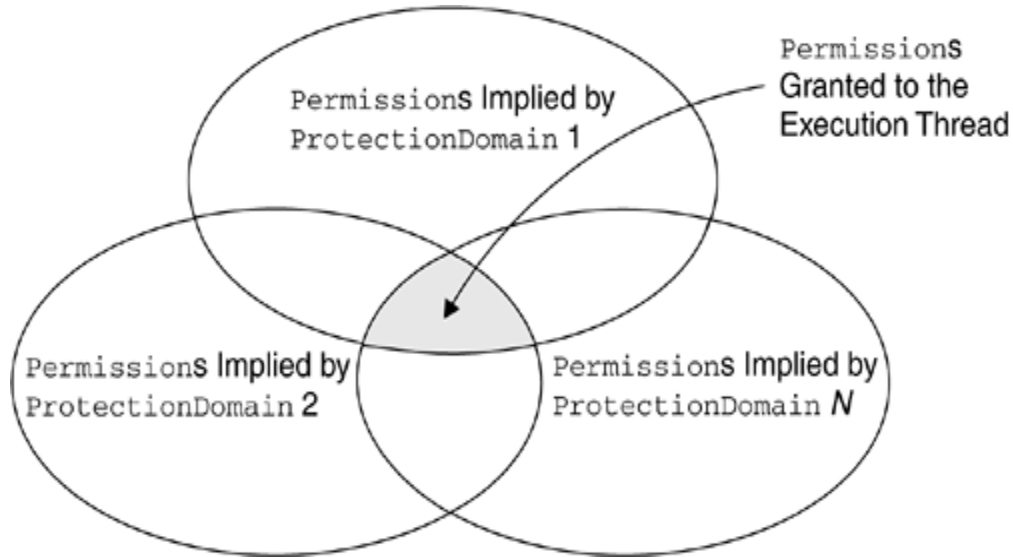 Permissions
Granted to the
Execution Thread
Permissions Implied by
ProtectionDomain 1
Permissions Implied by
ProtectionDomain 2
Permissions Implied by
ProtectionDomain N